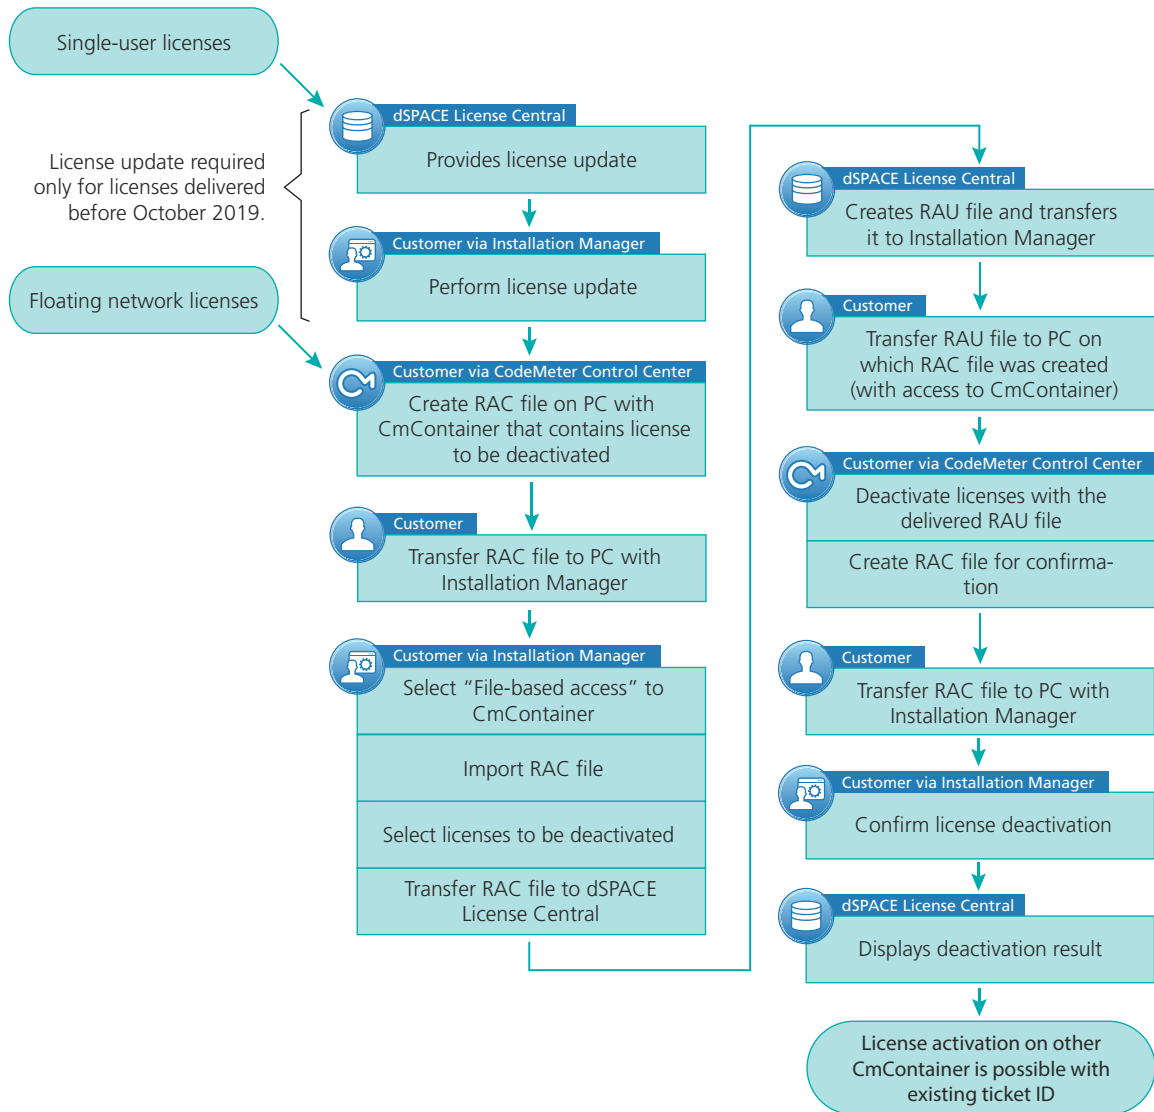 Single-user licenses
dSPACE License Central
Provides license update
License update required
only for licenses delivered
before October 2019.
Customer via Installation Manager
Perform license update
Floating network licenses
Customer via CodeMeter Control Center
Create RAC file on PC with
CmContainer that contains license
to be deactivated
Customer
Transfer RAC file to PC with
Installation Manager
Customer via Installation Manager
Select “File-based access” to
CmContainer
Import RAC file
Select licenses to be deactivated
Transfer RAC file to dSPACE
License Central
dSPACE License Central
Creates RAU file and transfers
it to Installation Manager
Customer
Transfer RAU file to PC on
which RAC file was created
(with access to CmContainer)
Customer via CodeMeter Control Center
Deactivate licenses with the
delivered RAU file
Create RAC file for confirma-
tion
Customer
Transfer RAC file to PC with
Installation Manager
Customer via Installation Manager
Confirm license deactivation
dSPACE License Central
Displays deactivation result
License activation on other
CmContainer is possible with
existing ticket ID